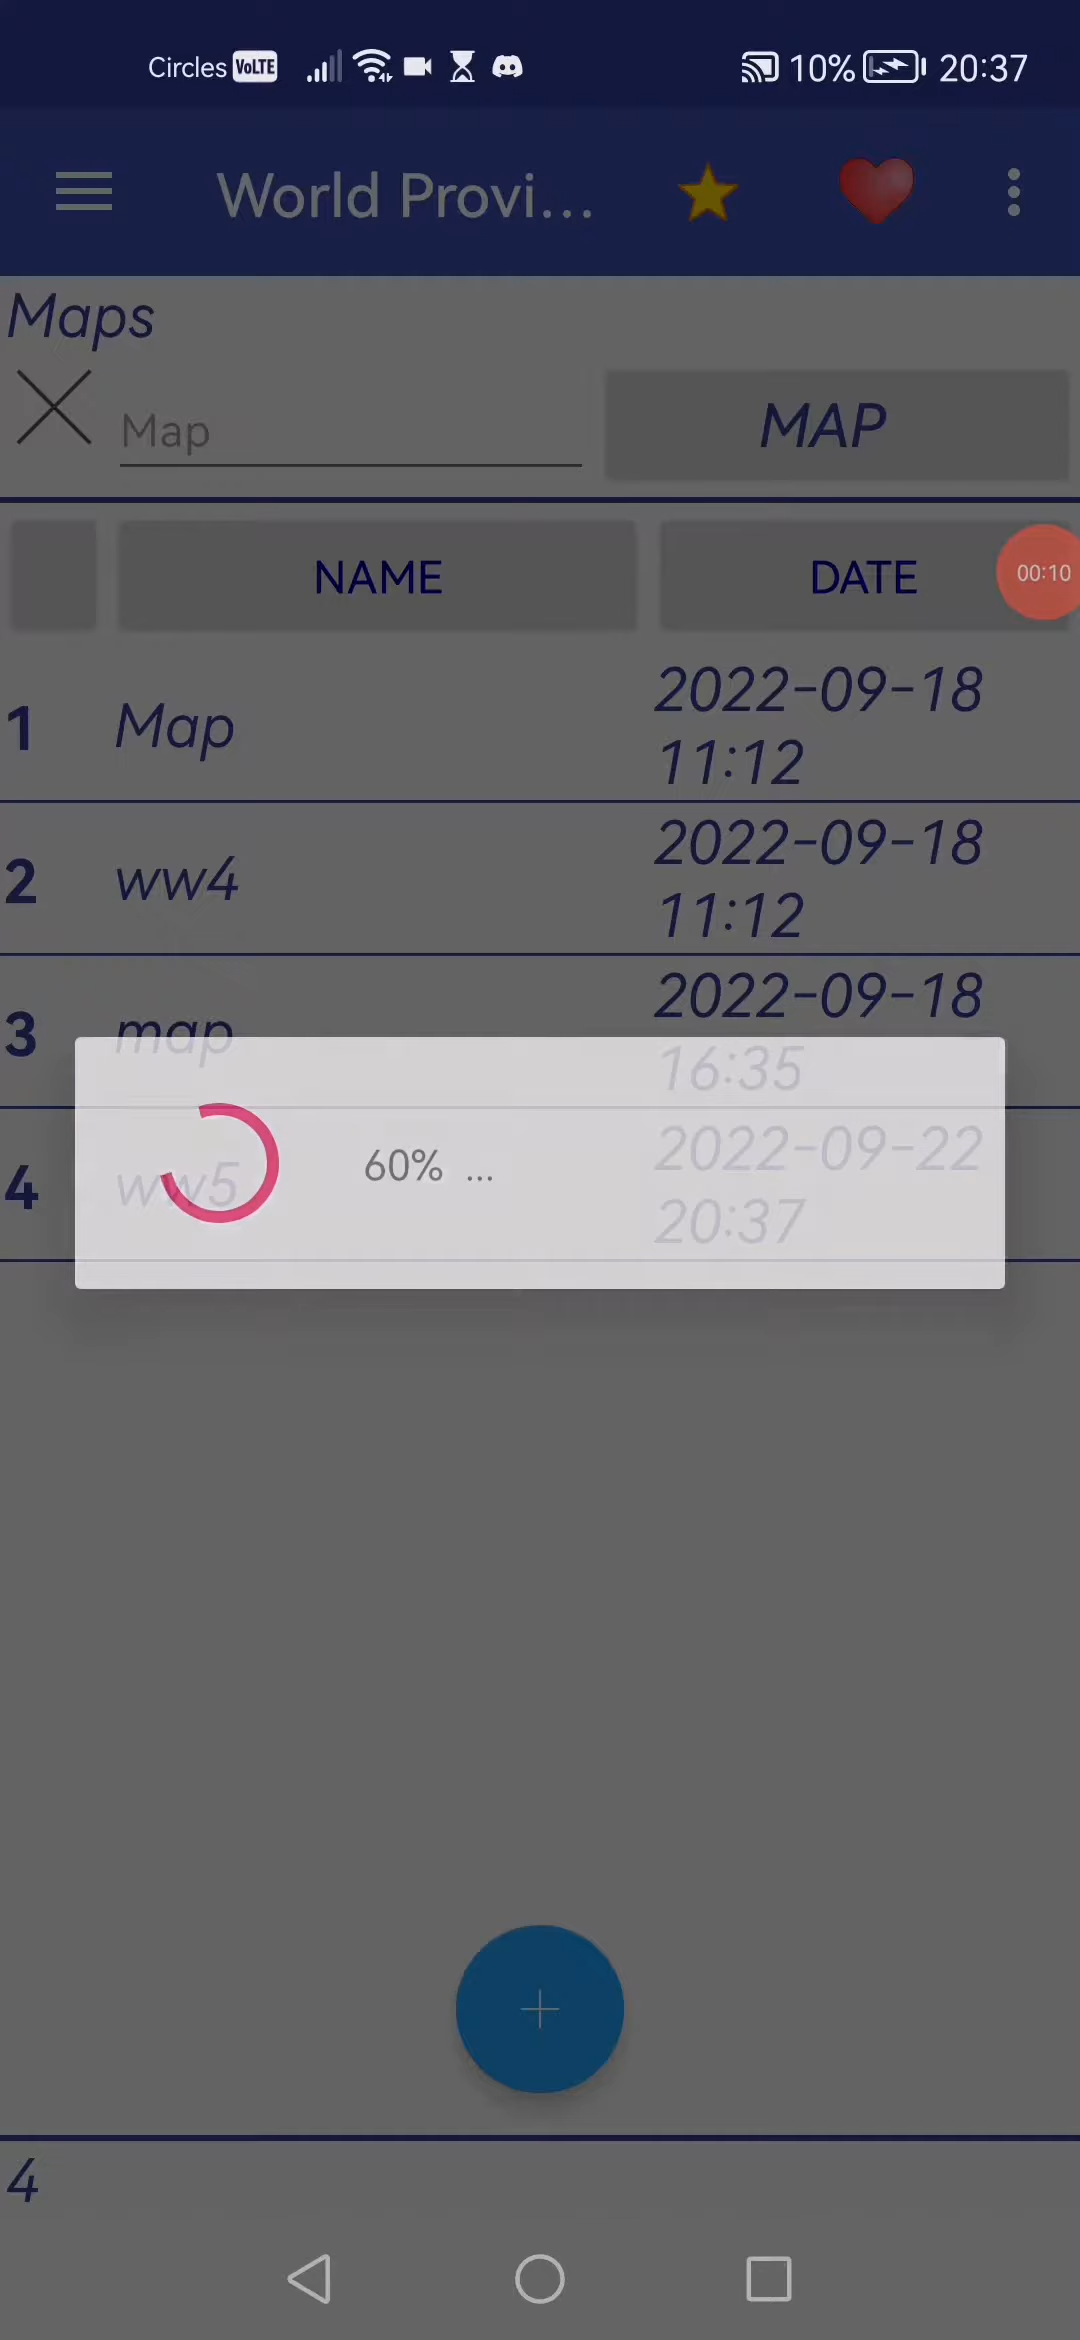 Circles VoLTE 10% 20:37
World Provi...
Maps
Map MAP
NAME DATE
00:10
1 Map 2022-09-18
11:12
2 ww4 2022-09-18
11:12
3 map 2022-09-18
16:35
4 ww5 2022-09-22
20:37
60% ...
4